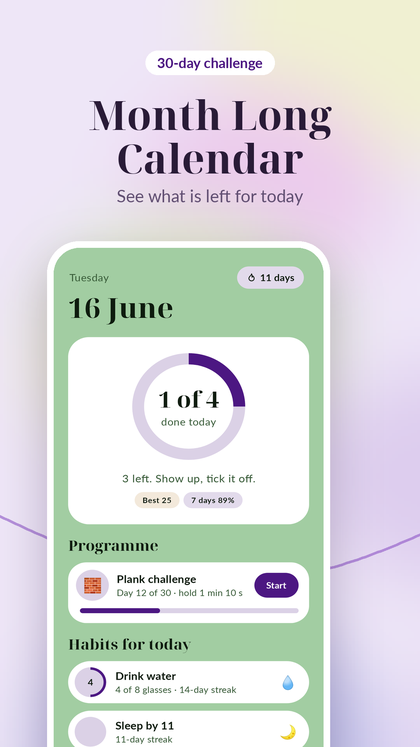 30-day challenge
Month Long
Calendar
See what is left for today
Tuesday
11 days
16 June
1 of 4
done today
3 left. Show up, tick it off.
Best 25
7 days 89%
Programme
Plank challenge
Day 12 of 30 · hold 1 min 10 s
Start
Habits for today
4
Drink water
4 of 8 glasses · 14-day streak
Sleep by 11
11-day streak